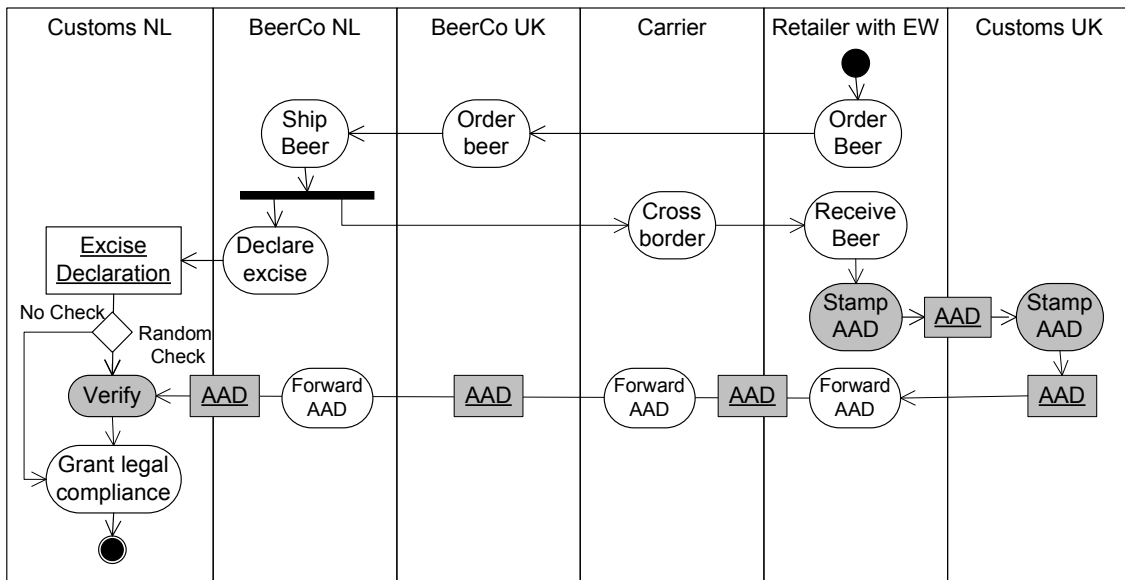 Customs NL
BeerCo NL
BeerCo UK
Carrier
Retailer with EW
Customs UK
Ship
Beer
Order
beer
Order
Beer
Cross
border
Receive
Beer
Excise
Declaration
Declare
excise
No Check
Random
Check
Stamp
AAD
AAD
Stamp
AAD
Verify
AAD
Forward
AAD
AAD
Forward
AAD
AAD
Forward
AAD
AAD
Grant legal
compliance